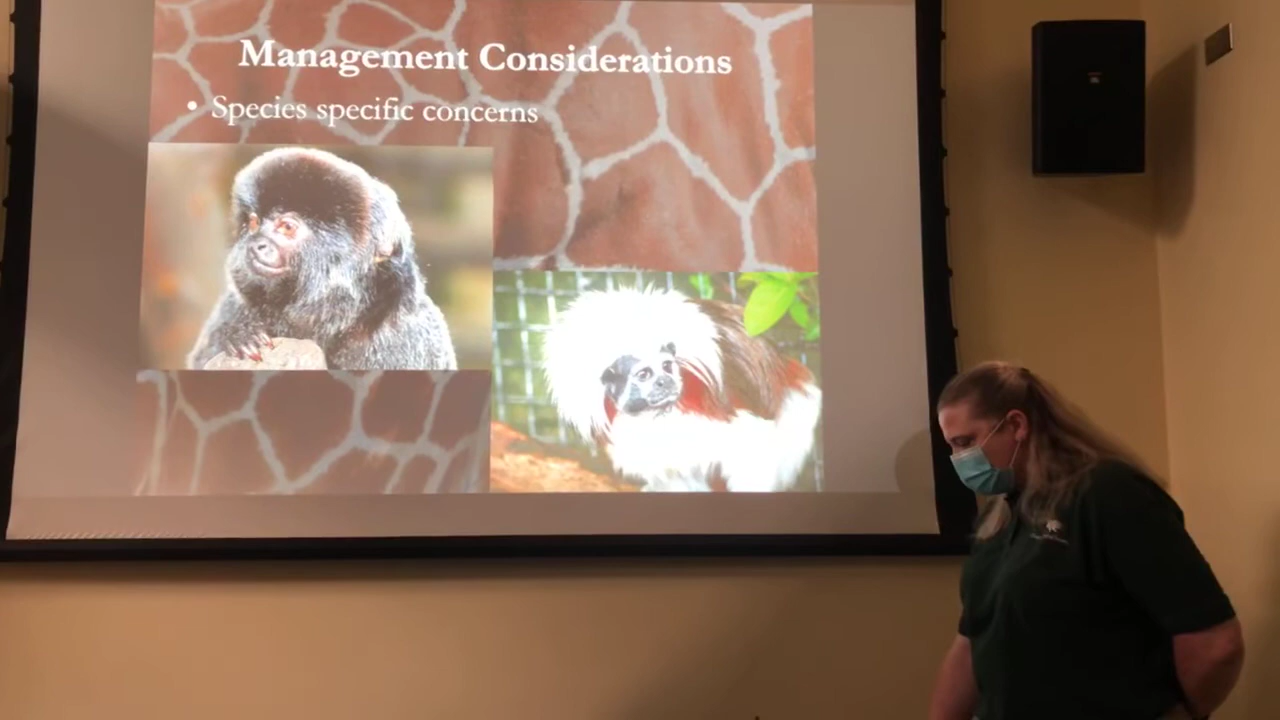 Management Considerations
• Species specific concerns